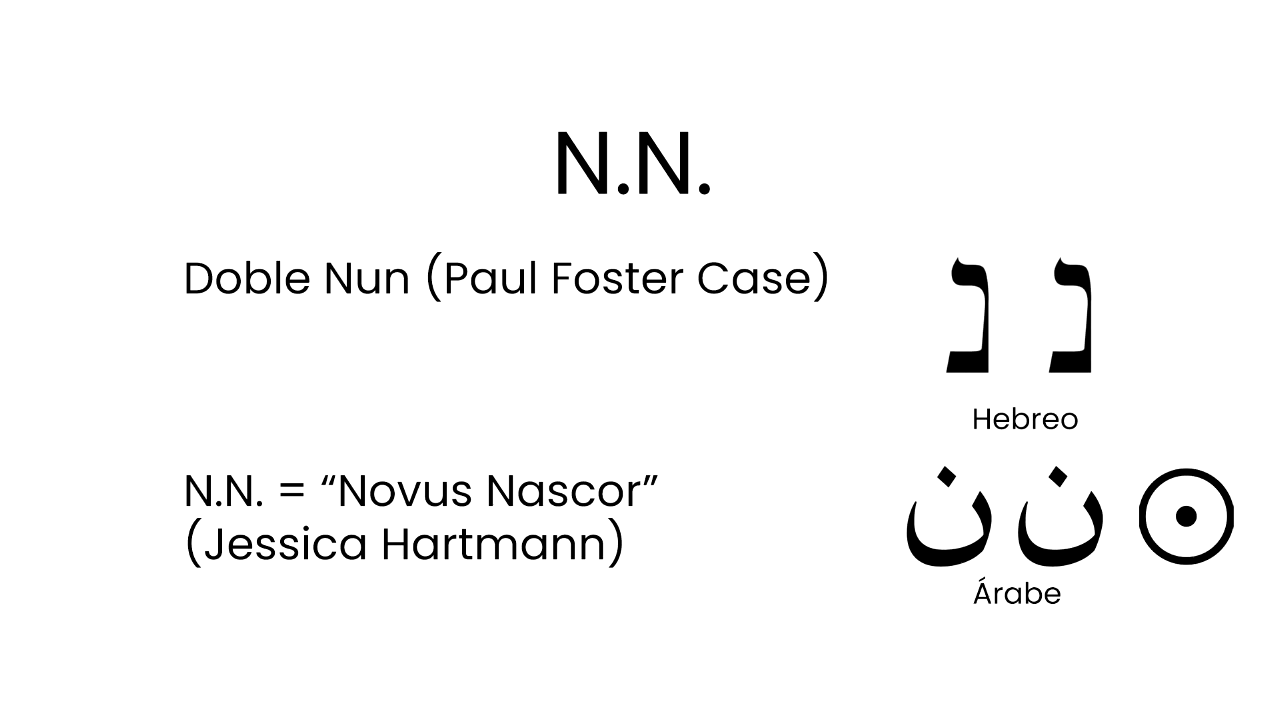 N.N.
Doble Nun (Paul Foster Case)
נ נ
Hebreo
N.N. = “Novus Nascor”
(Jessica Hartmann)
ن ن
Árabe